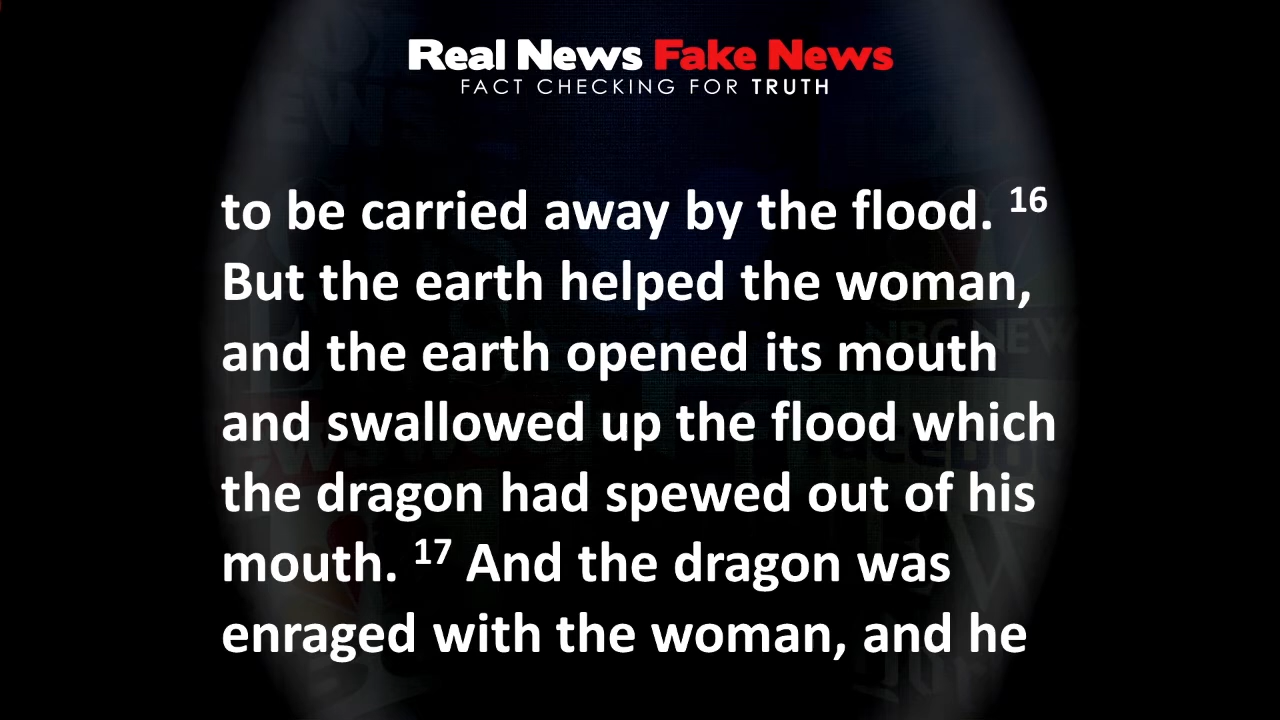 Real News Fake News
FACT CHECKING FOR TRUTH
to be carried away by the flood. 16
But the earth helped the woman,
and the earth opened its mouth
and swallowed up the flood which
the dragon had spewed out of his
mouth. 17 And the dragon was
enraged with the woman, and he
NBC NEW